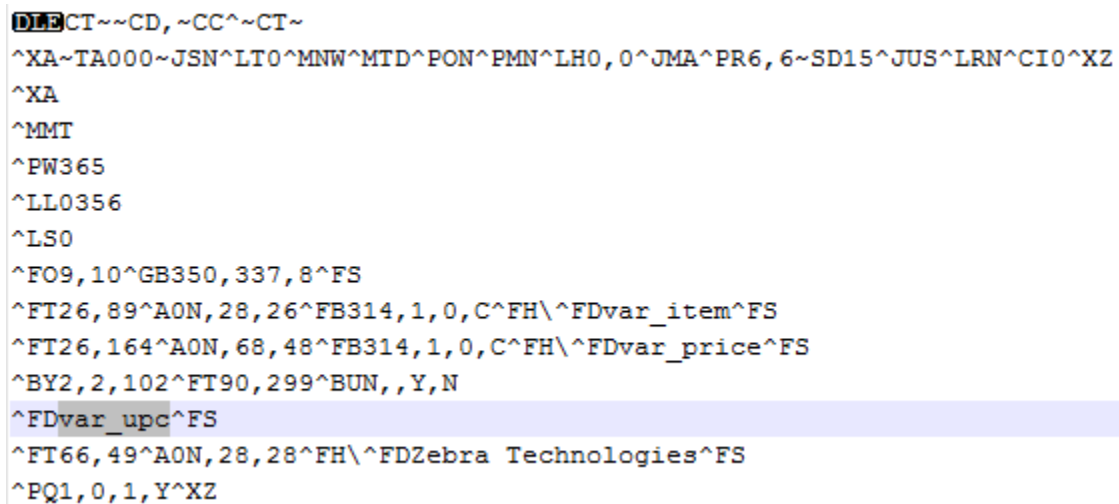 DLECT~~CD,~CC^~CT~
^XA~TA000~JSN^LT0^MNW^MTD^PON^PMN^LH0,0^JMA^PR6,6~SD15^JUS^LRN^CI0^XZ
^XA
^MMT
^PW365
^LL0356
^LS0
^FO9,10^GB350,337,8^FS
^FT26,89^A0N,28,26^FB314,1,0,C^FH\^FDvar_item^FS
^FT26,164^A0N,68,48^FB314,1,0,C^FH\^FDvar_price^FS
^BY2,2,102^FT90,299^BUN,,Y,N
^FDvar_upc^FS
^FT66,49^A0N,28,28^FH\^FDZebra Technologies^FS
^PQ1,0,1,Y^XZ